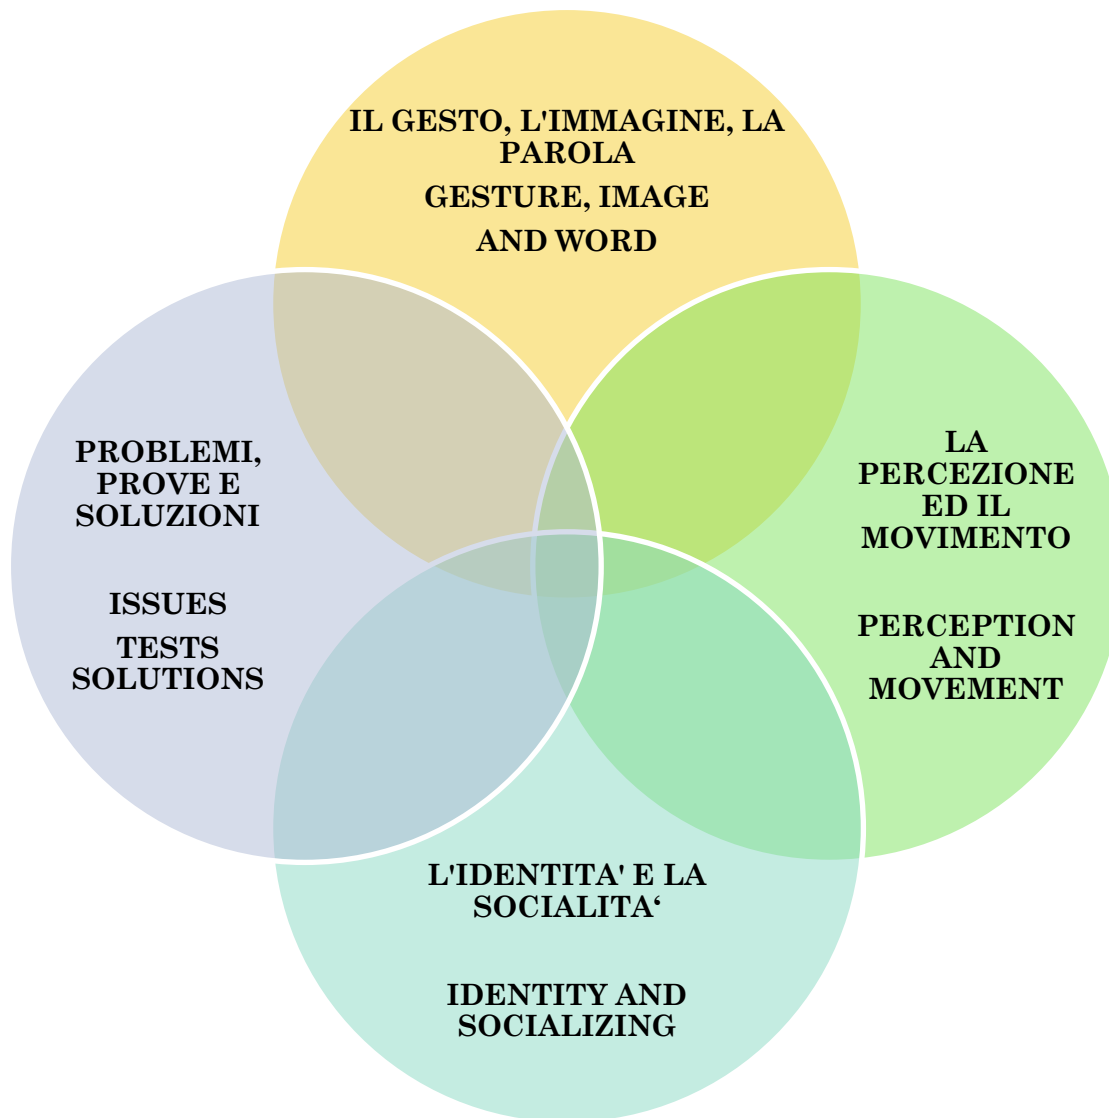 IL GESTO, L'IMMAGINE, LA
PAROLA
GESTURE, IMAGE
AND WORD
PROBLEMI,
PROVE E
SOLUZIONI
ISSUES
TESTS
SOLUTIONS
LA
PERCEZIONE
ED IL
MOVIMENTO
PERCEPTION
AND
MOVEMENT
L'IDENTITA' E LA
SOCIALITA‘
IDENTITY AND
SOCIALIZING